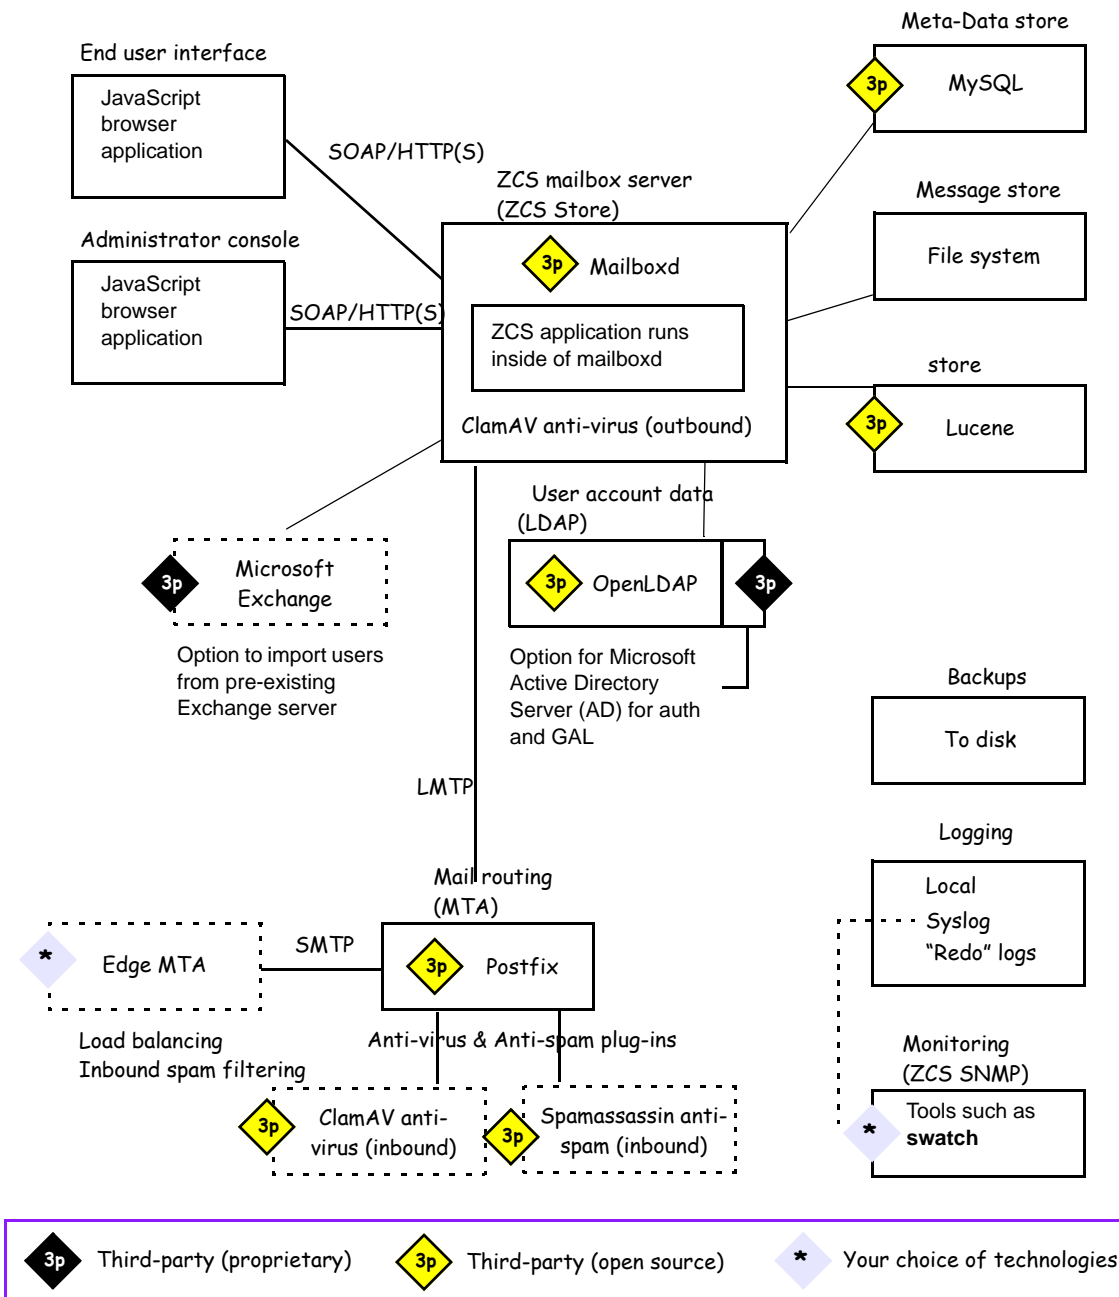 Meta-Data store
End user interface
3p
MySQL
JavaScript
browser
application
SOAP/HTTP(S)
ZCS mailbox server
(ZCS Store)
Message store
File system
Administrator console
3p
Mailboxd
JavaScript
browser
application
SOAP/HTTP(S)
ZCS application runs
inside of mailboxd
store
3p
Lucene
ClamAV anti-virus (outbound)
User account data
(LDAP)
3p
Microsoft
Exchange
3p
OpenLDAP
3p
Option to import users
from pre-existing
Exchange server
Option for Microsoft
Active Directory
Server (AD) for auth
and GAL
Backups
To disk
LMTP
Logging
Local
Syslog
“Redo” logs
Mail routing
(MTA)
SMTP
*
Edge MTA
3p
Postfix
Load balancing
Inbound spam filtering
Anti-virus & Anti-spam plug-ins
Monitoring
(ZCS SNMP)
3p
ClamAV anti-
virus (inbound)
3p
Spamassassin anti-
spam (inbound)
*
Tools such as
swatch
3p Third-party (proprietary)
3p Third-party (open source)
* Your choice of technologies